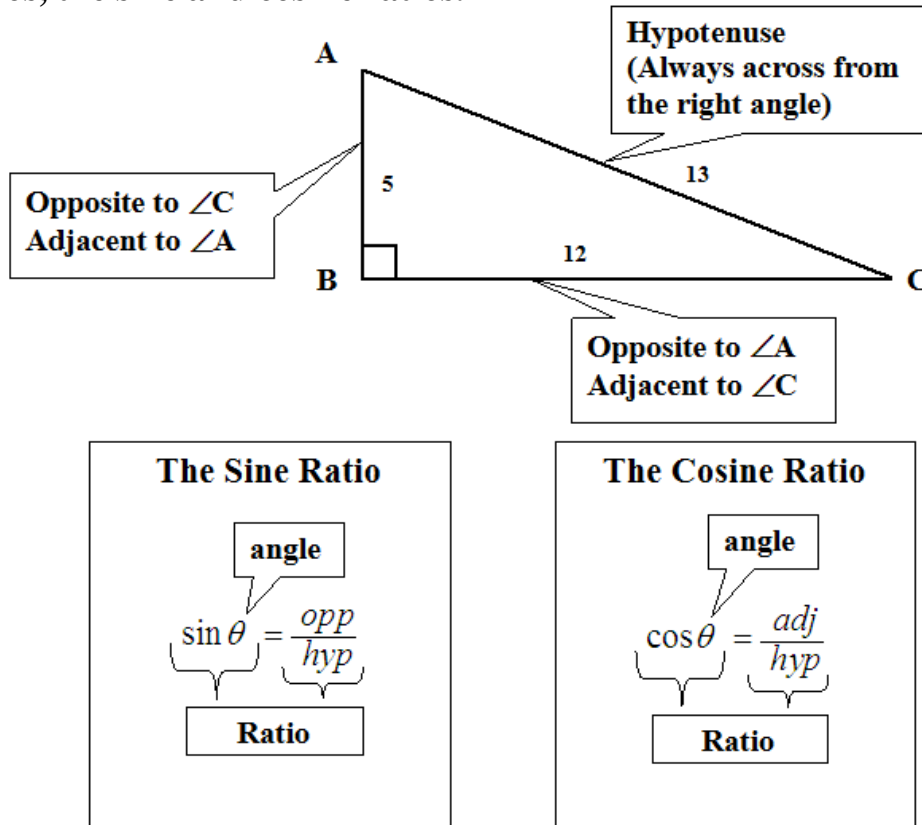 Hypotenuse
(Always across from
the right angle)
A
13
5
Opposite to ∠C
Adjacent to ∠A
12
B
C
Opposite to ∠A
Adjacent to ∠C
The Sine Ratio
angle
sin θ = opp/hyp
Ratio
The Cosine Ratio
angle
cos θ = adj/hyp
Ratio